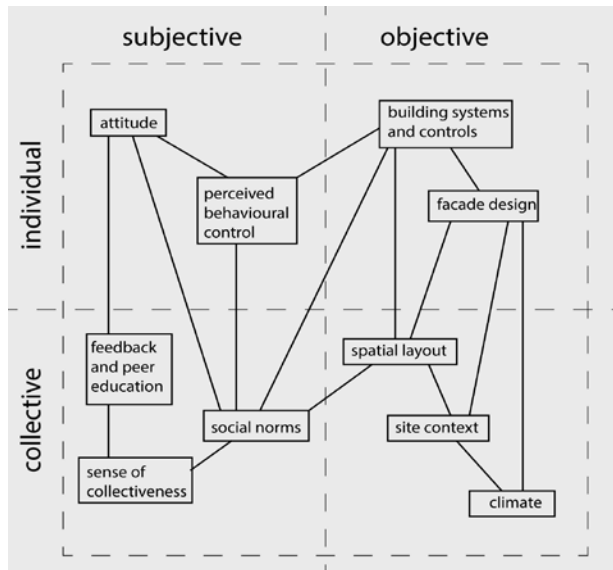 subjective
objective
individual
collective
attitude
building systems
and controls
perceived
behavioural
control
facade design
feedback
and peer
education
spatial layout
social norms
site context
sense of
collectiveness
climate